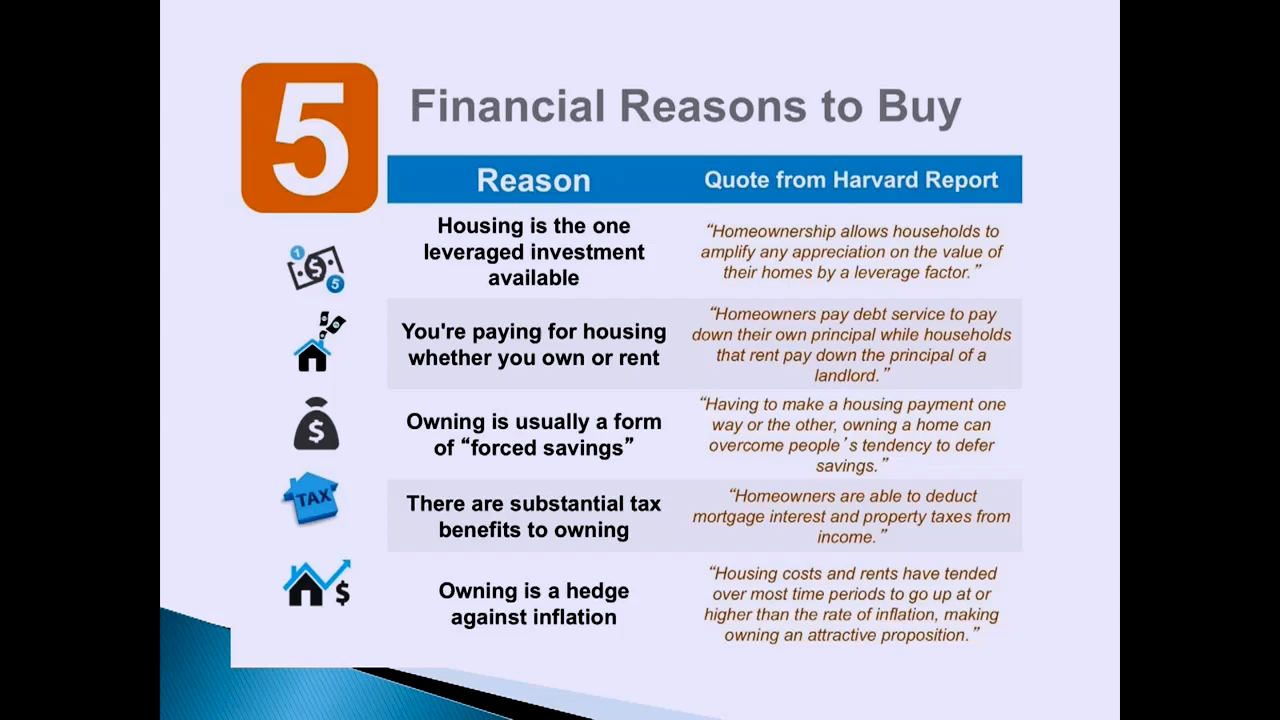 5
Financial Reasons to Buy
Reason
Quote from Harvard Report
Housing is the one
leveraged investment
available
“Homeownership allows households to
amplify any appreciation on the value of
their homes by a leverage factor.”
1
$
5
You're paying for housing
whether you own or rent
“Homeowners pay debt service to pay
down their own principal while households
that rent pay down the principal of a
landlord.”
Owning is usually a form
of “forced savings”
“Having to make a housing payment one
way or the other, owning a home can
overcome people’s tendency to defer
savings.”
$
There are substantial tax
benefits to owning
“Homeowners are able to deduct
mortgage interest and property taxes from
income.”
TAX
Owning is a hedge
against inflation
“Housing costs and rents have tended
over most time periods to go up at or
higher than the rate of inflation, making
owning an attractive proposition.”
$